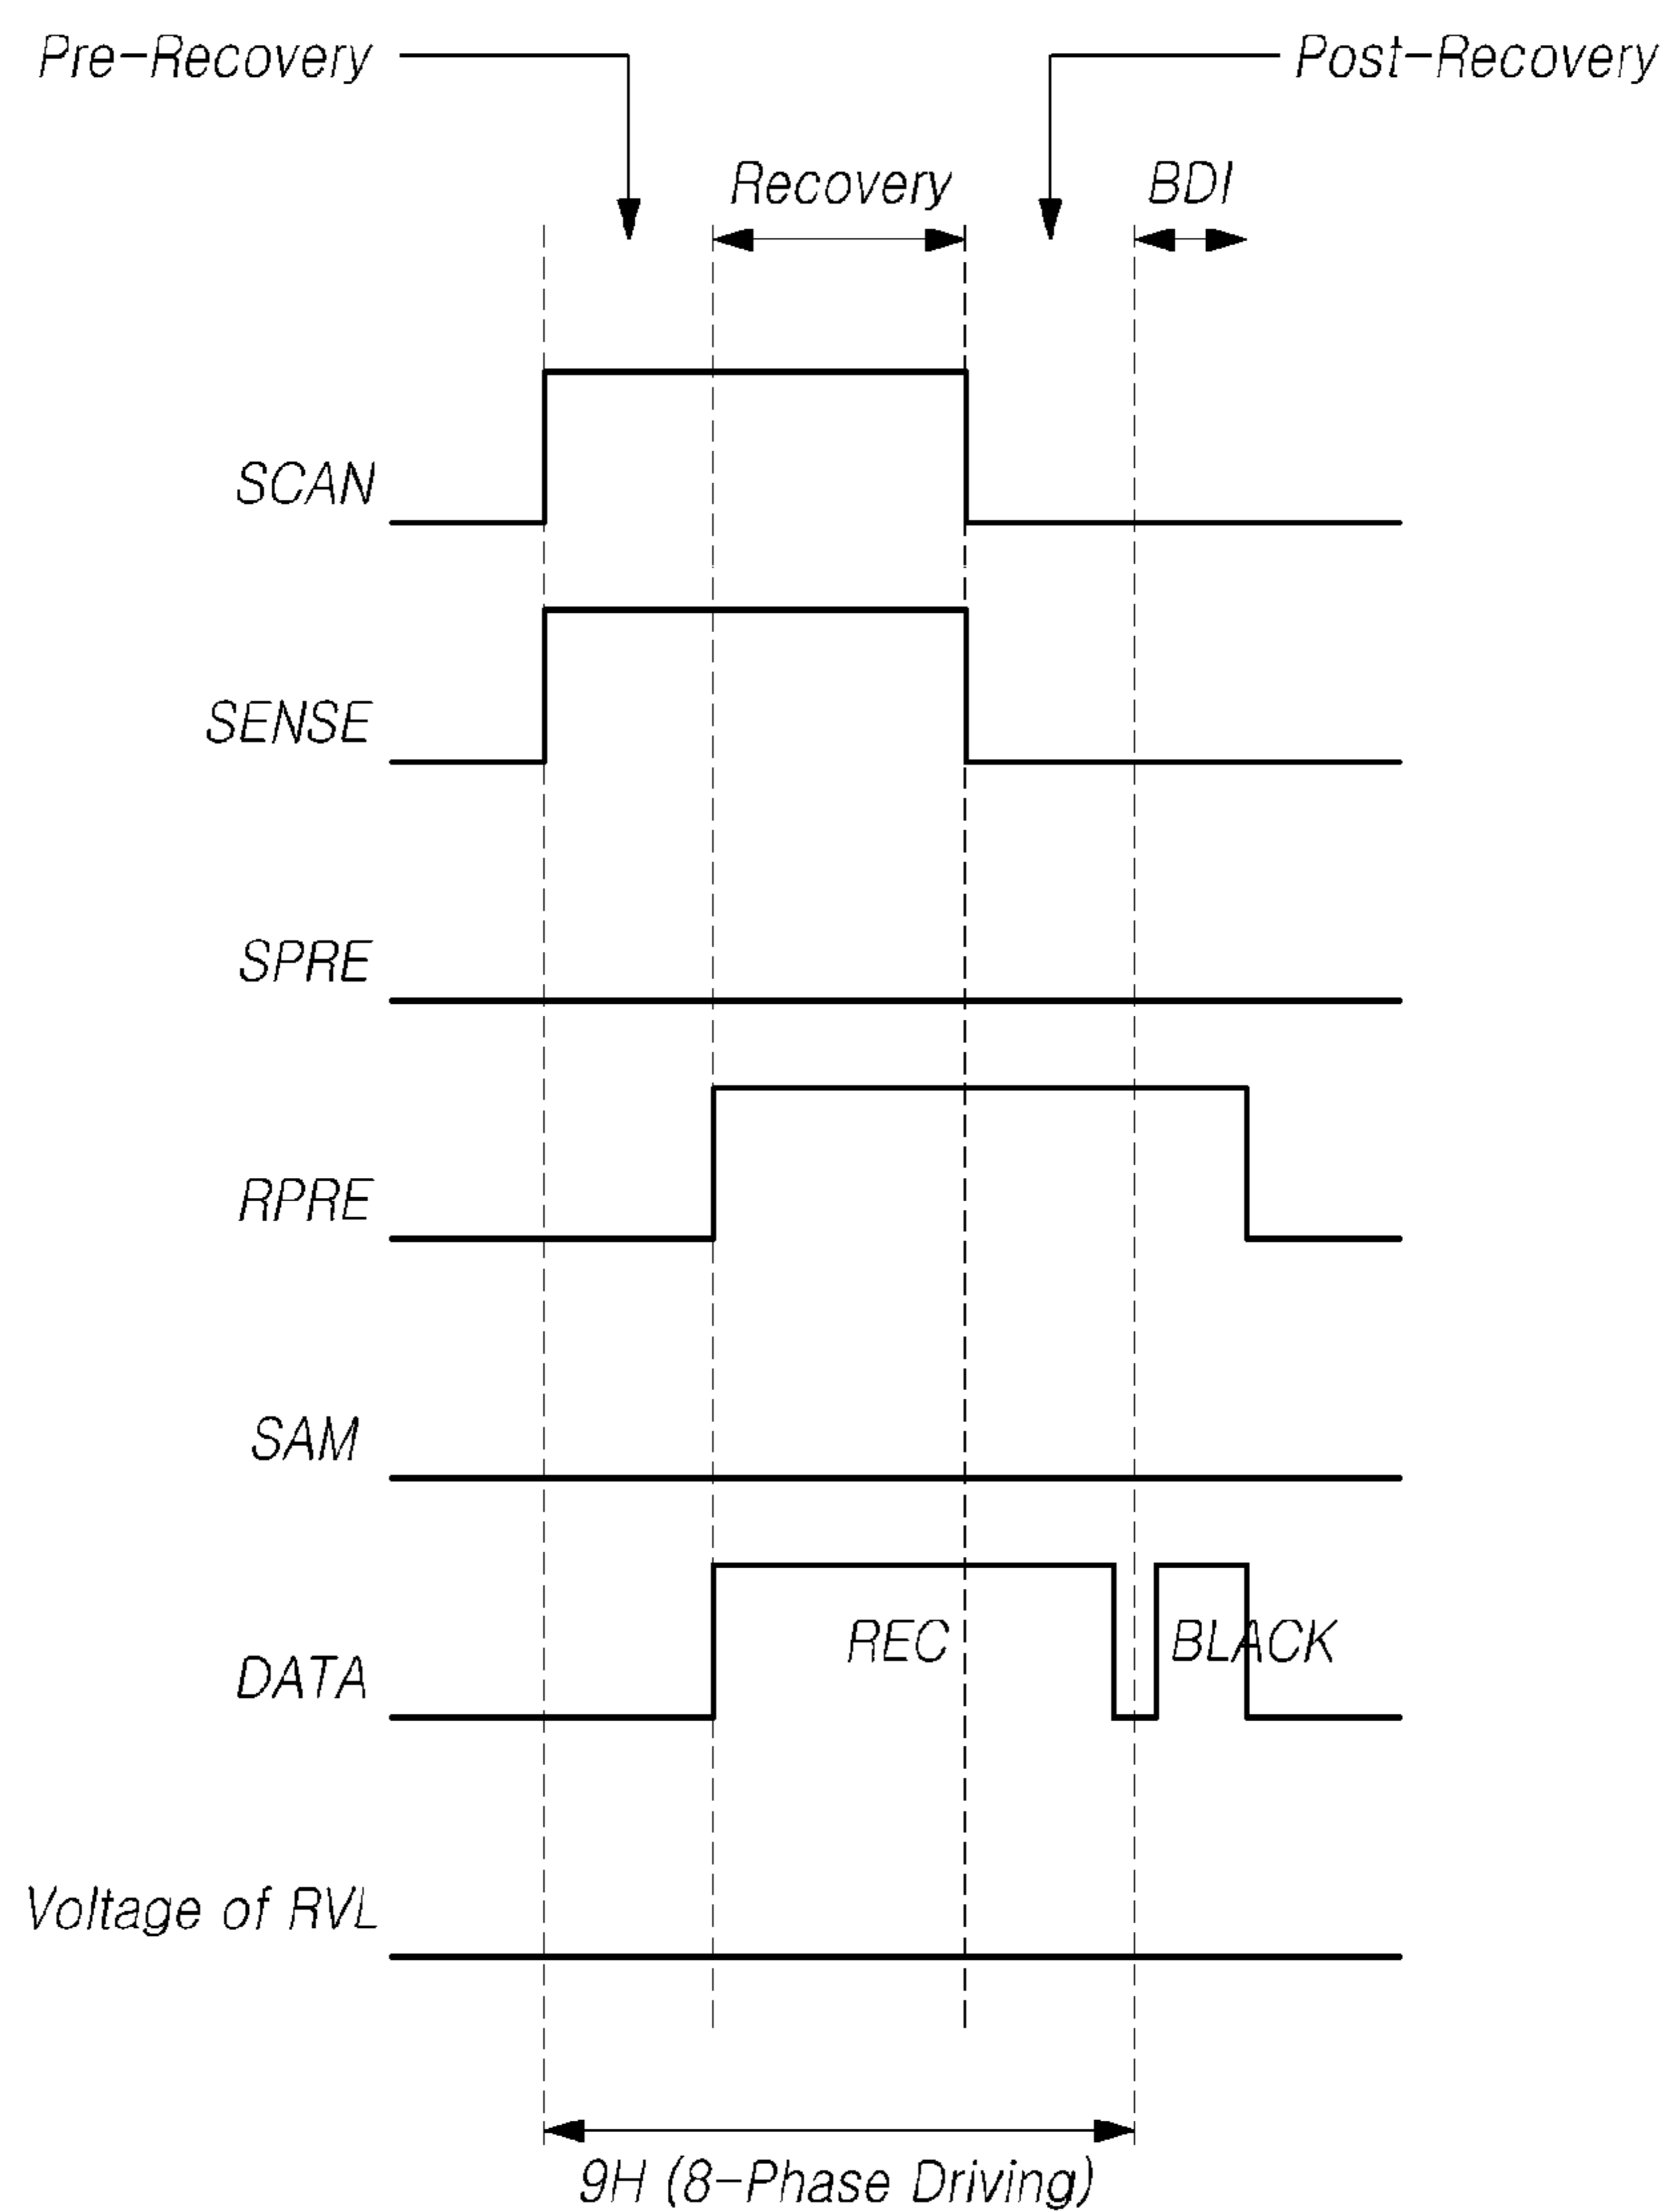 Pre-Recovery
Post-Recovery
Recovery
BDI
SCAN
SENSE
SPRE
RPRE
SAM
REC
BLACK
DATA
Voltage of RVL
9H (8-Phase Driving)